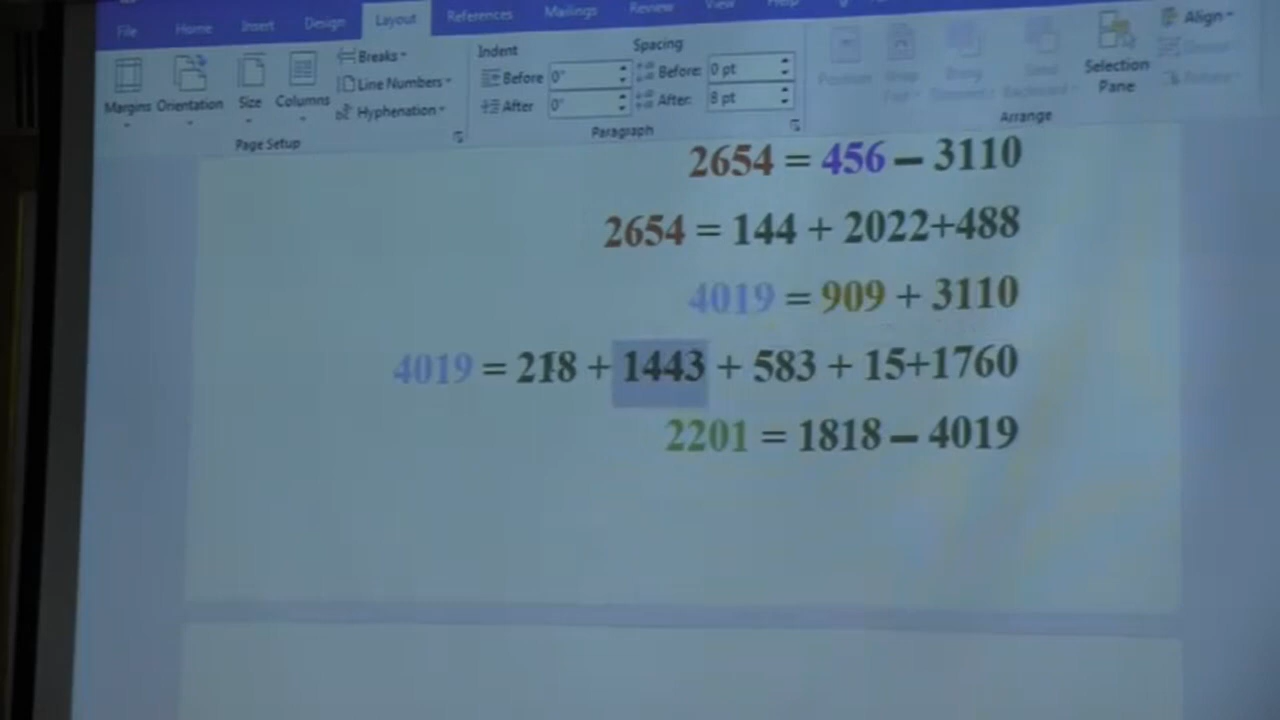 File Home Insert Design Layout References Mailings Review View Help
Margins Orientation Size Columns
Breaks
Line Numbers
Hyphenation
Page Setup
Indent Spacing
Before 0" Before: 0 pt
After 0" After: 8 pt
Paragraph
Selection Pane
Align
Arrange
2654 = 456 – 3110
2654 = 144 + 2022+488
4019 = 909 + 3110
4019 = 218 + 1443 + 583 + 15+1760
2201 = 1818 – 4019